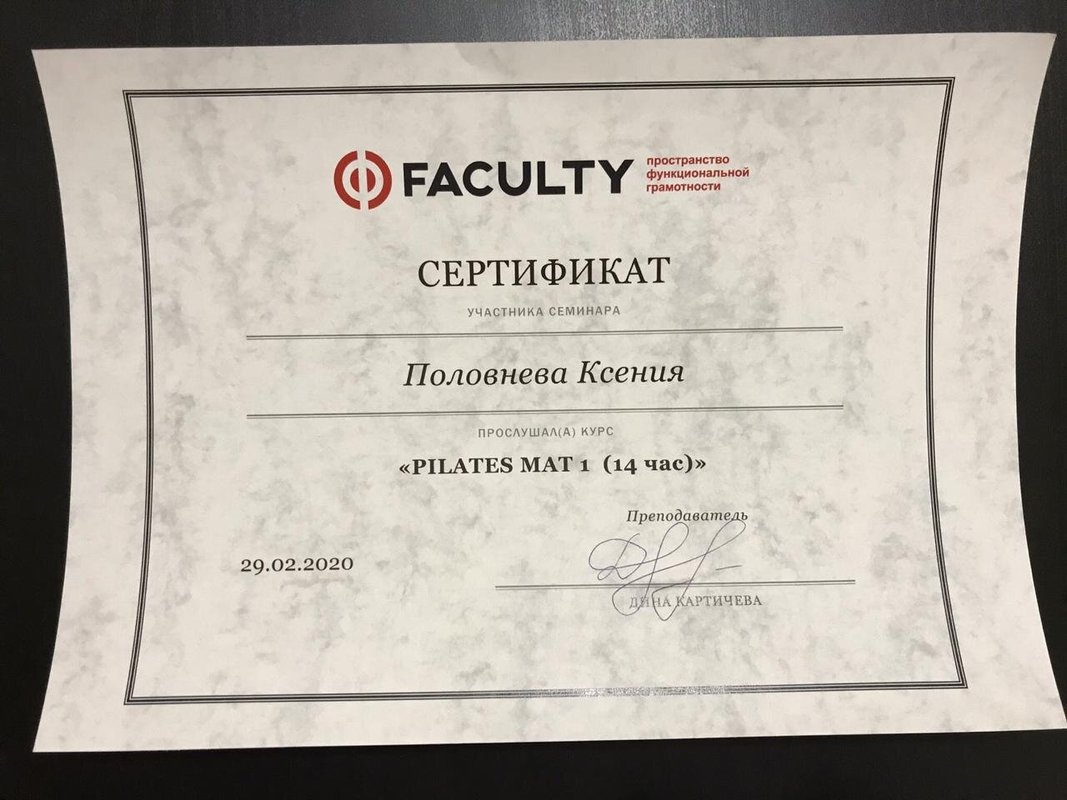 FACULTY
пространство
функциональной
грамотности
СЕРТИФИКАТ
УЧАСТНИКА СЕМИНАРА
Половнева Ксения
ПРОСЛУШАЛ(А) КУРС
«PILATES MAT 1 (14 час)»
Преподаватель
29.02.2020
ДИНА КАРТИЧЕВА